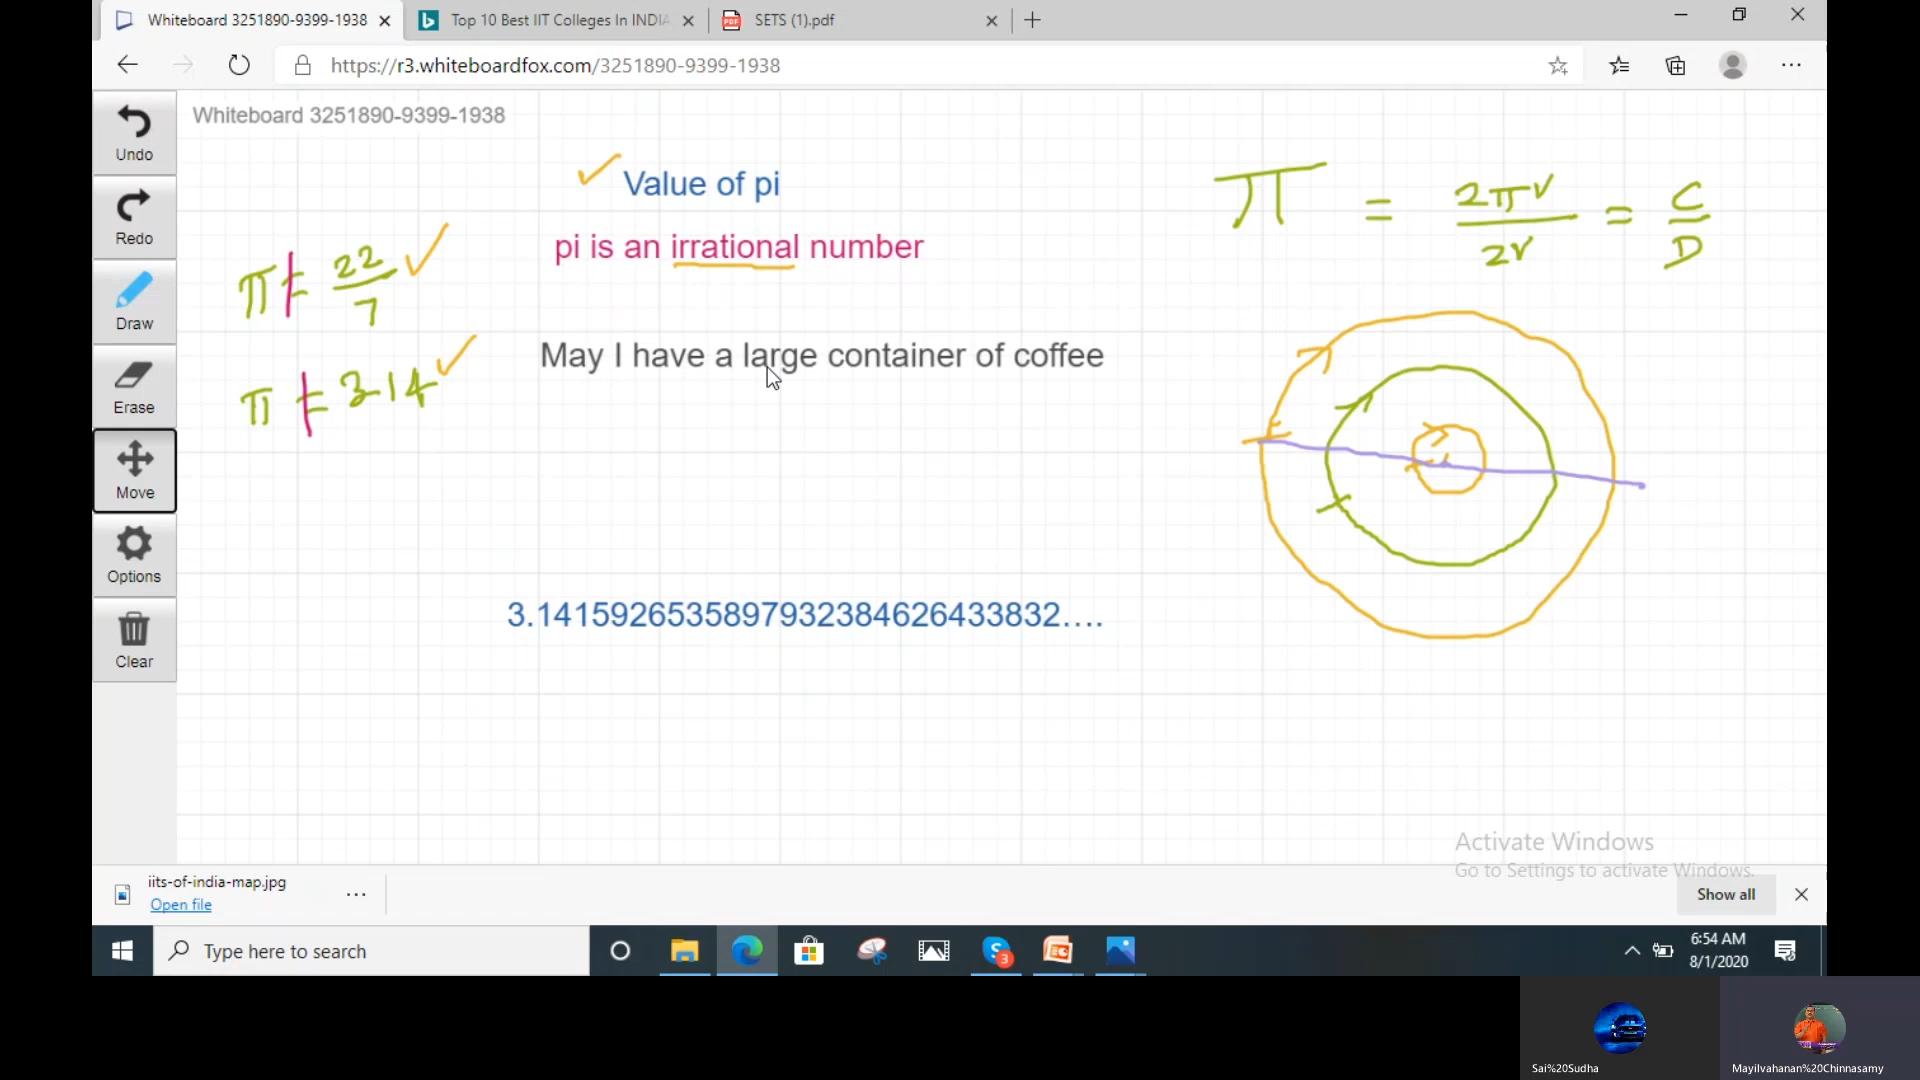 Whiteboard 3251890-9399-1938
Top 10 Best IIT Colleges In INDIA
SETS (1).pdf
https://r3.whiteboardfox.com/3251890-9399-1938
Whiteboard 3251890-9399-1938
Undo
Redo
Draw
Erase
Move
Options
Clear
Value of pi
pi is an irrational number
π ≠ 22/7
π ≠ 3.14
May I have a large container of coffee
3.14159265358979323846264338​32….
π = 2πr/2r = C/D
Activate Windows
Go to Settings to activate Windows.
iits-of-india-map.jpg
Open file
Show all
Type here to search
3
6:54 AM
8/1/2020
Sai%20Sudha
Mayilvahanan%20Chinnasamy